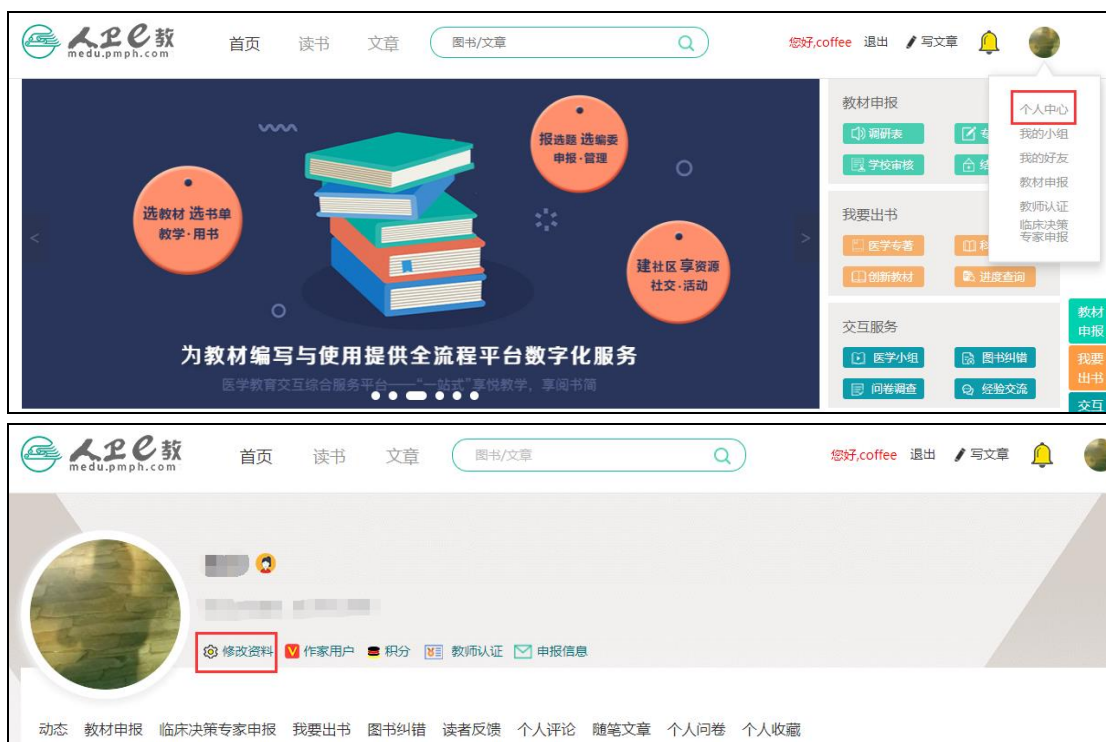 人卫e教
medu.pmph.com
首页 读书 文章 图书/文章 您好,coffee 退出 写文章
教材申报
个人中心
调研表
我的小组
学校审核
我的好友
教材申报
我要出书
教师认证
临床决策
专家申报
医学专著
创新教材 进度查询
交互服务
医学小组 图书纠错
问卷调查 经验交流
教材
申报
我要
出书
交互
报选题 选编委
申报·管理
选教材 选书单
教学·用书
建社区 享资源
社交·活动
为教材编写与使用提供全流程平台数字化服务
医学教育交互综合服务平台——“一站式”享悦教学，享阅书简
人卫e教
medu.pmph.com
首页 读书 文章 图书/文章 您好,coffee 退出 写文章
修改资料 V 作家用户 积分 教师认证 申报信息
动态 教材申报 临床决策专家申报 我要出书 图书纠错 读者反馈 个人评论 随笔文章 个人问卷 个人收藏